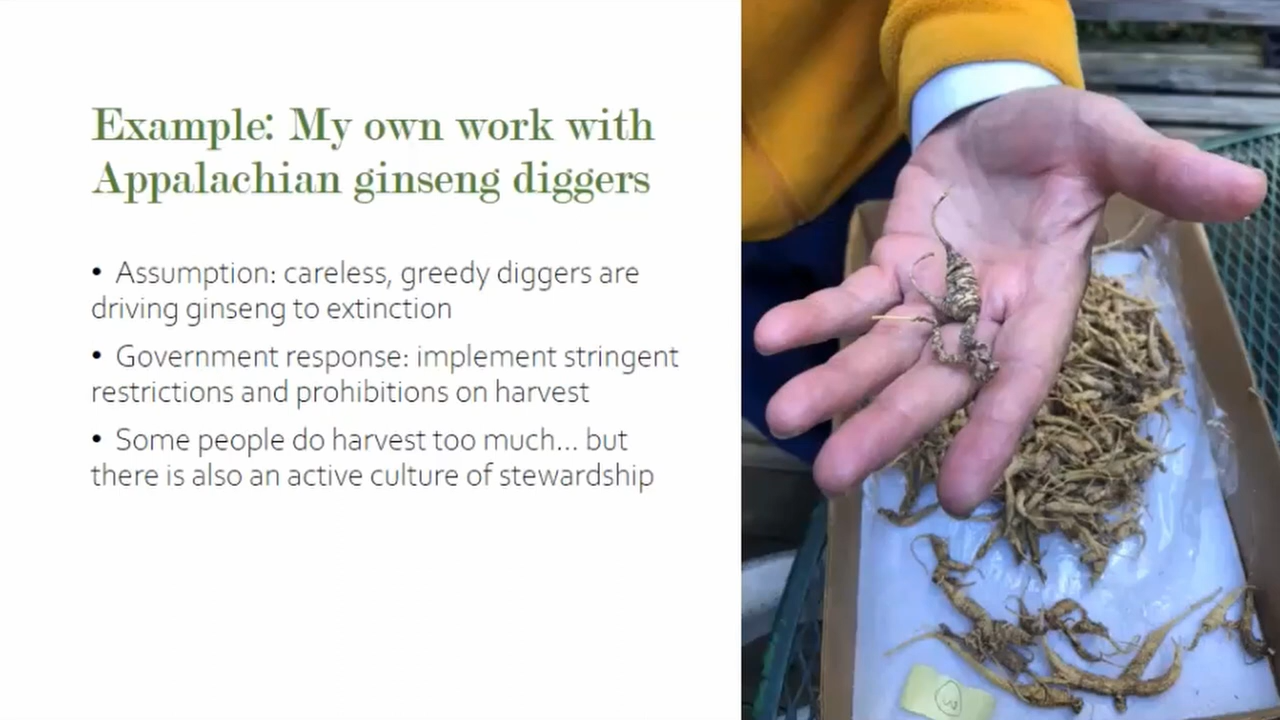 Example: My own work with
Appalachian ginseng diggers
• Assumption: careless, greedy diggers are
driving ginseng to extinction
• Government response: implement stringent
restrictions and prohibitions on harvest
• Some people do harvest too much... but
there is also an active culture of stewardship